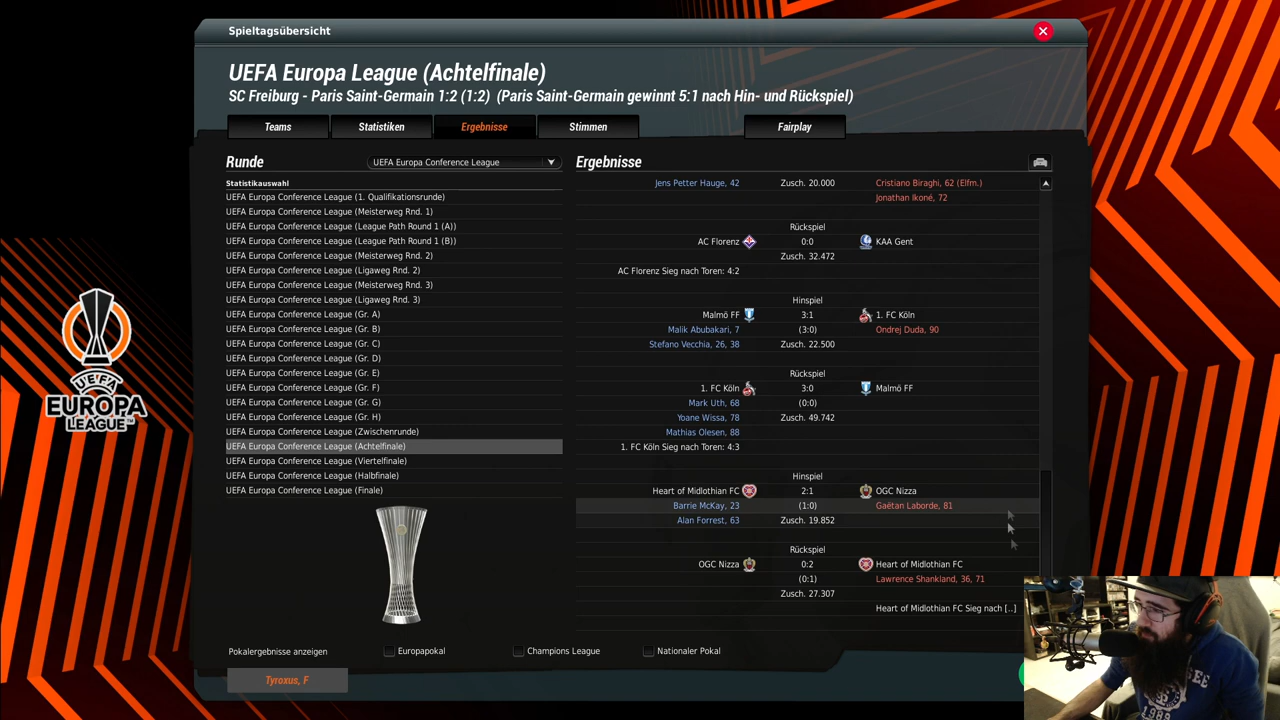 Spieltagsübersicht
UEFA Europa League (Achtelfinale)
SC Freiburg - Paris Saint-Germain 1:2 (1:2) (Paris Saint-Germain gewinnt 5:1 nach Hin- und Rückspiel)
Teams
Statistiken
Ergebnisse
Stimmen
Fairplay
Runde
UEFA Europa Conference League
Statistikauswahl
UEFA Europa Conference League (1. Qualifikationsrunde)
UEFA Europa Conference League (Meisterweg Rnd. 1)
UEFA Europa Conference League (League Path Round 1 (A))
UEFA Europa Conference League (League Path Round 1 (B))
UEFA Europa Conference League (Meisterweg Rnd. 2)
UEFA Europa Conference League (Ligaweg Rnd. 2)
UEFA Europa Conference League (Meisterweg Rnd. 3)
UEFA Europa Conference League (Ligaweg Rnd. 3)
UEFA Europa Conference League (Gr. A)
UEFA Europa Conference League (Gr. B)
UEFA Europa Conference League (Gr. C)
UEFA Europa Conference League (Gr. D)
UEFA Europa Conference League (Gr. E)
UEFA Europa Conference League (Gr. F)
UEFA Europa Conference League (Gr. G)
UEFA Europa Conference League (Gr. H)
UEFA Europa Conference League (Zwischenrunde)
UEFA Europa Conference League (Achtelfinale)
UEFA Europa Conference League (Viertelfinale)
UEFA Europa Conference League (Halbfinale)
UEFA Europa Conference League (Finale)
Ergebnisse
Jens Petter Hauge, 42 Zusch. 20.000 Cristiano Biraghi, 62 (Elfm.)
Jonathan Ikoné, 72
Rückspiel
AC Florenz 0:0 KAA Gent
Zusch. 32.472
AC Florenz Sieg nach Toren: 4:2
Hinspiel
Malmö FF 3:1 1. FC Köln
Malik Abubakari, 7 (3:0) Ondrej Duda, 90
Stefano Vecchia, 26, 38 Zusch. 22.500
Rückspiel
1. FC Köln 3:0 Malmö FF
Mark Uth, 68 (0:0)
Yoane Wissa, 78 Zusch. 49.742
Mathias Olesen, 88
1. FC Köln Sieg nach Toren: 4:3
Hinspiel
Heart of Midlothian FC 2:1 OGC Nizza
Barrie McKay, 23 (1:0) Gaëtan Laborde, 81
Alan Forrest, 63 Zusch. 19.852
Rückspiel
OGC Nizza 0:2 Heart of Midlothian FC
(0:1) Lawrence Shankland, 36, 71
Zusch. 27.307
Heart of Midlothian FC Sieg nach [..]
Pokalergebnisse anzeigen
Europapokal
Champions League
Nationaler Pokal
Tyroxus, F
UEFA
EUROPA
LEAGUE